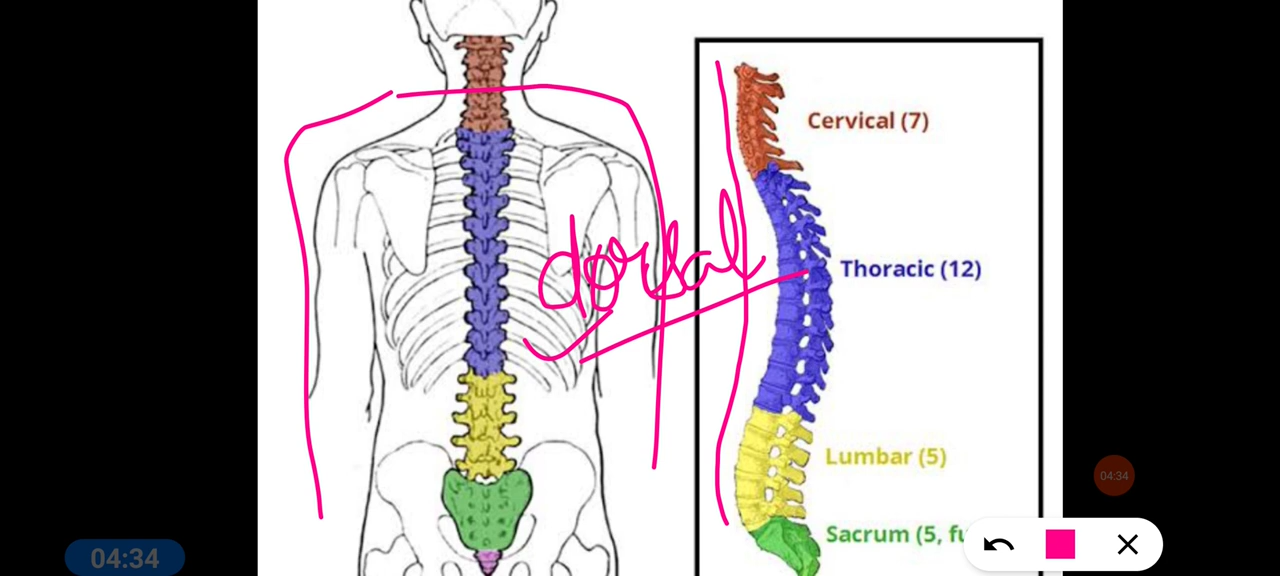 Cervical (7)
dorsal
Thoracic (12)
Lumbar (5)
Sacrum (5, fu
04:34
04:34